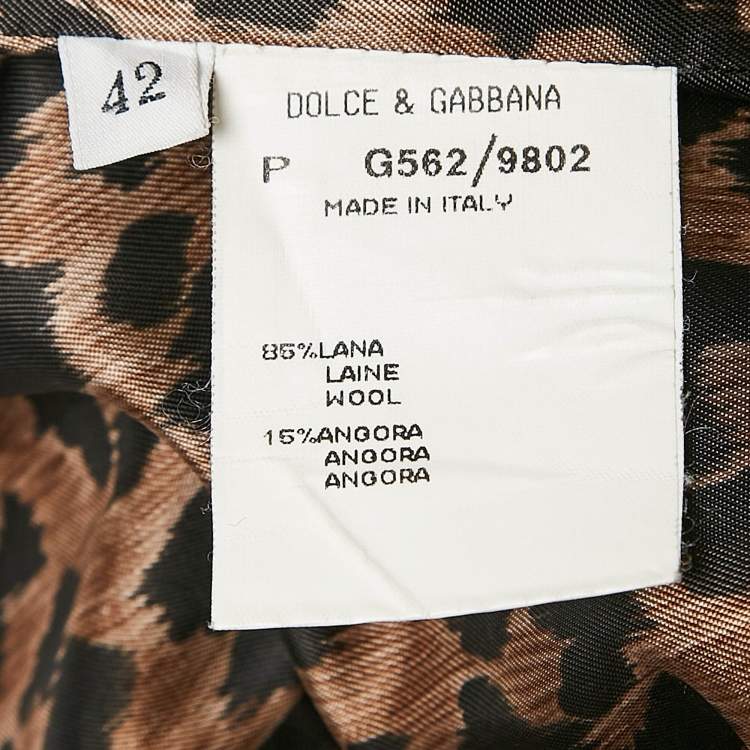 42
DOLCE & GABBANA
P G562/9802
MADE IN ITALY
85%LANA
LAINE
WOOL
15%ANGORA
ANGORA
ANGORA